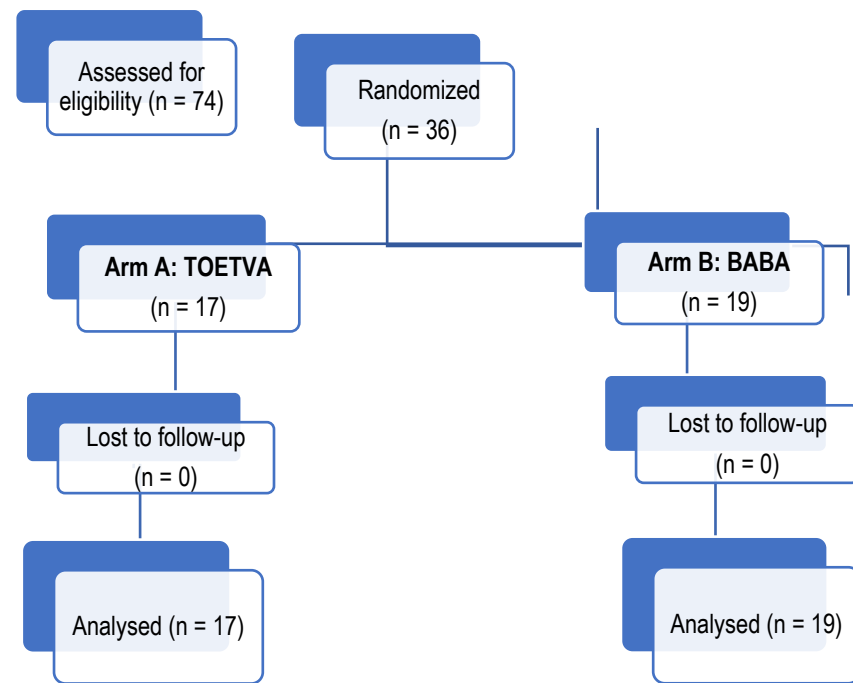 Assessed for
eligibility (n = 74)
Randomized
(n = 36)
Arm A: TOETVA
(n = 17)
Arm B: BABA
(n = 19)
Lost to follow-up
(n = 0)
Lost to follow-up
(n = 0)
Analysed (n = 17)
Analysed (n = 19)